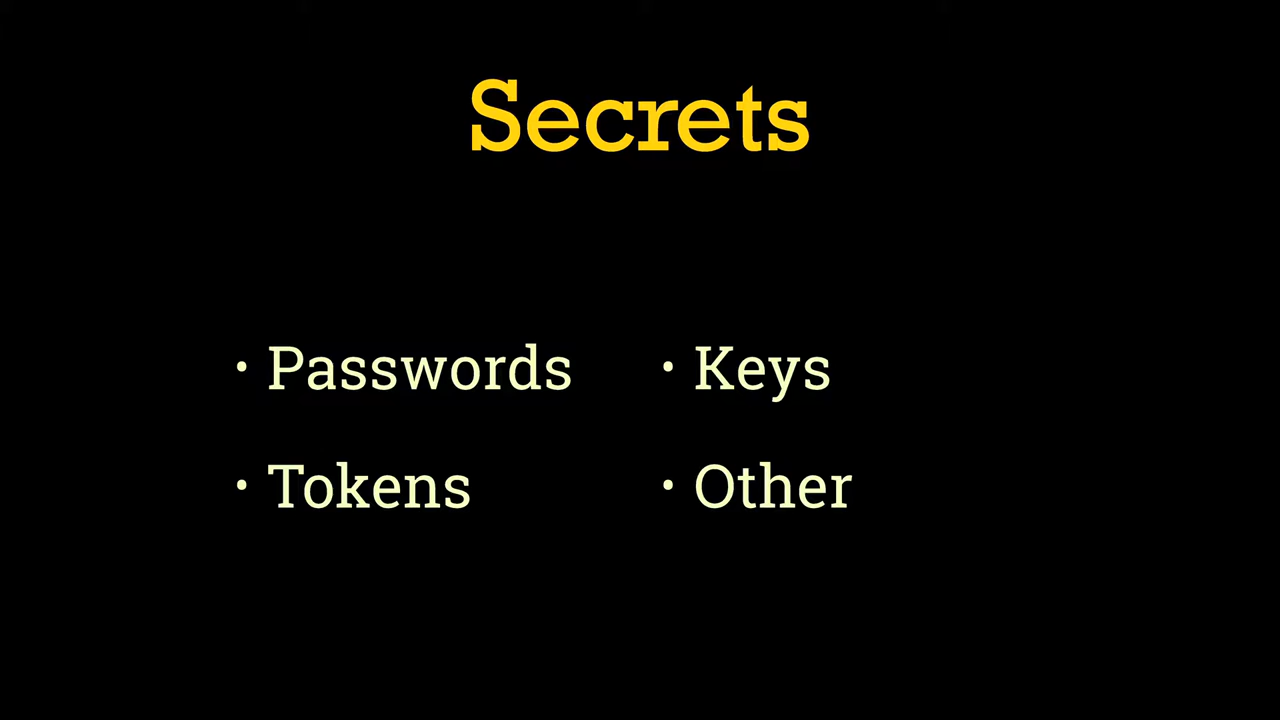 Secrets
· Passwords
· Tokens
· Keys
· Other